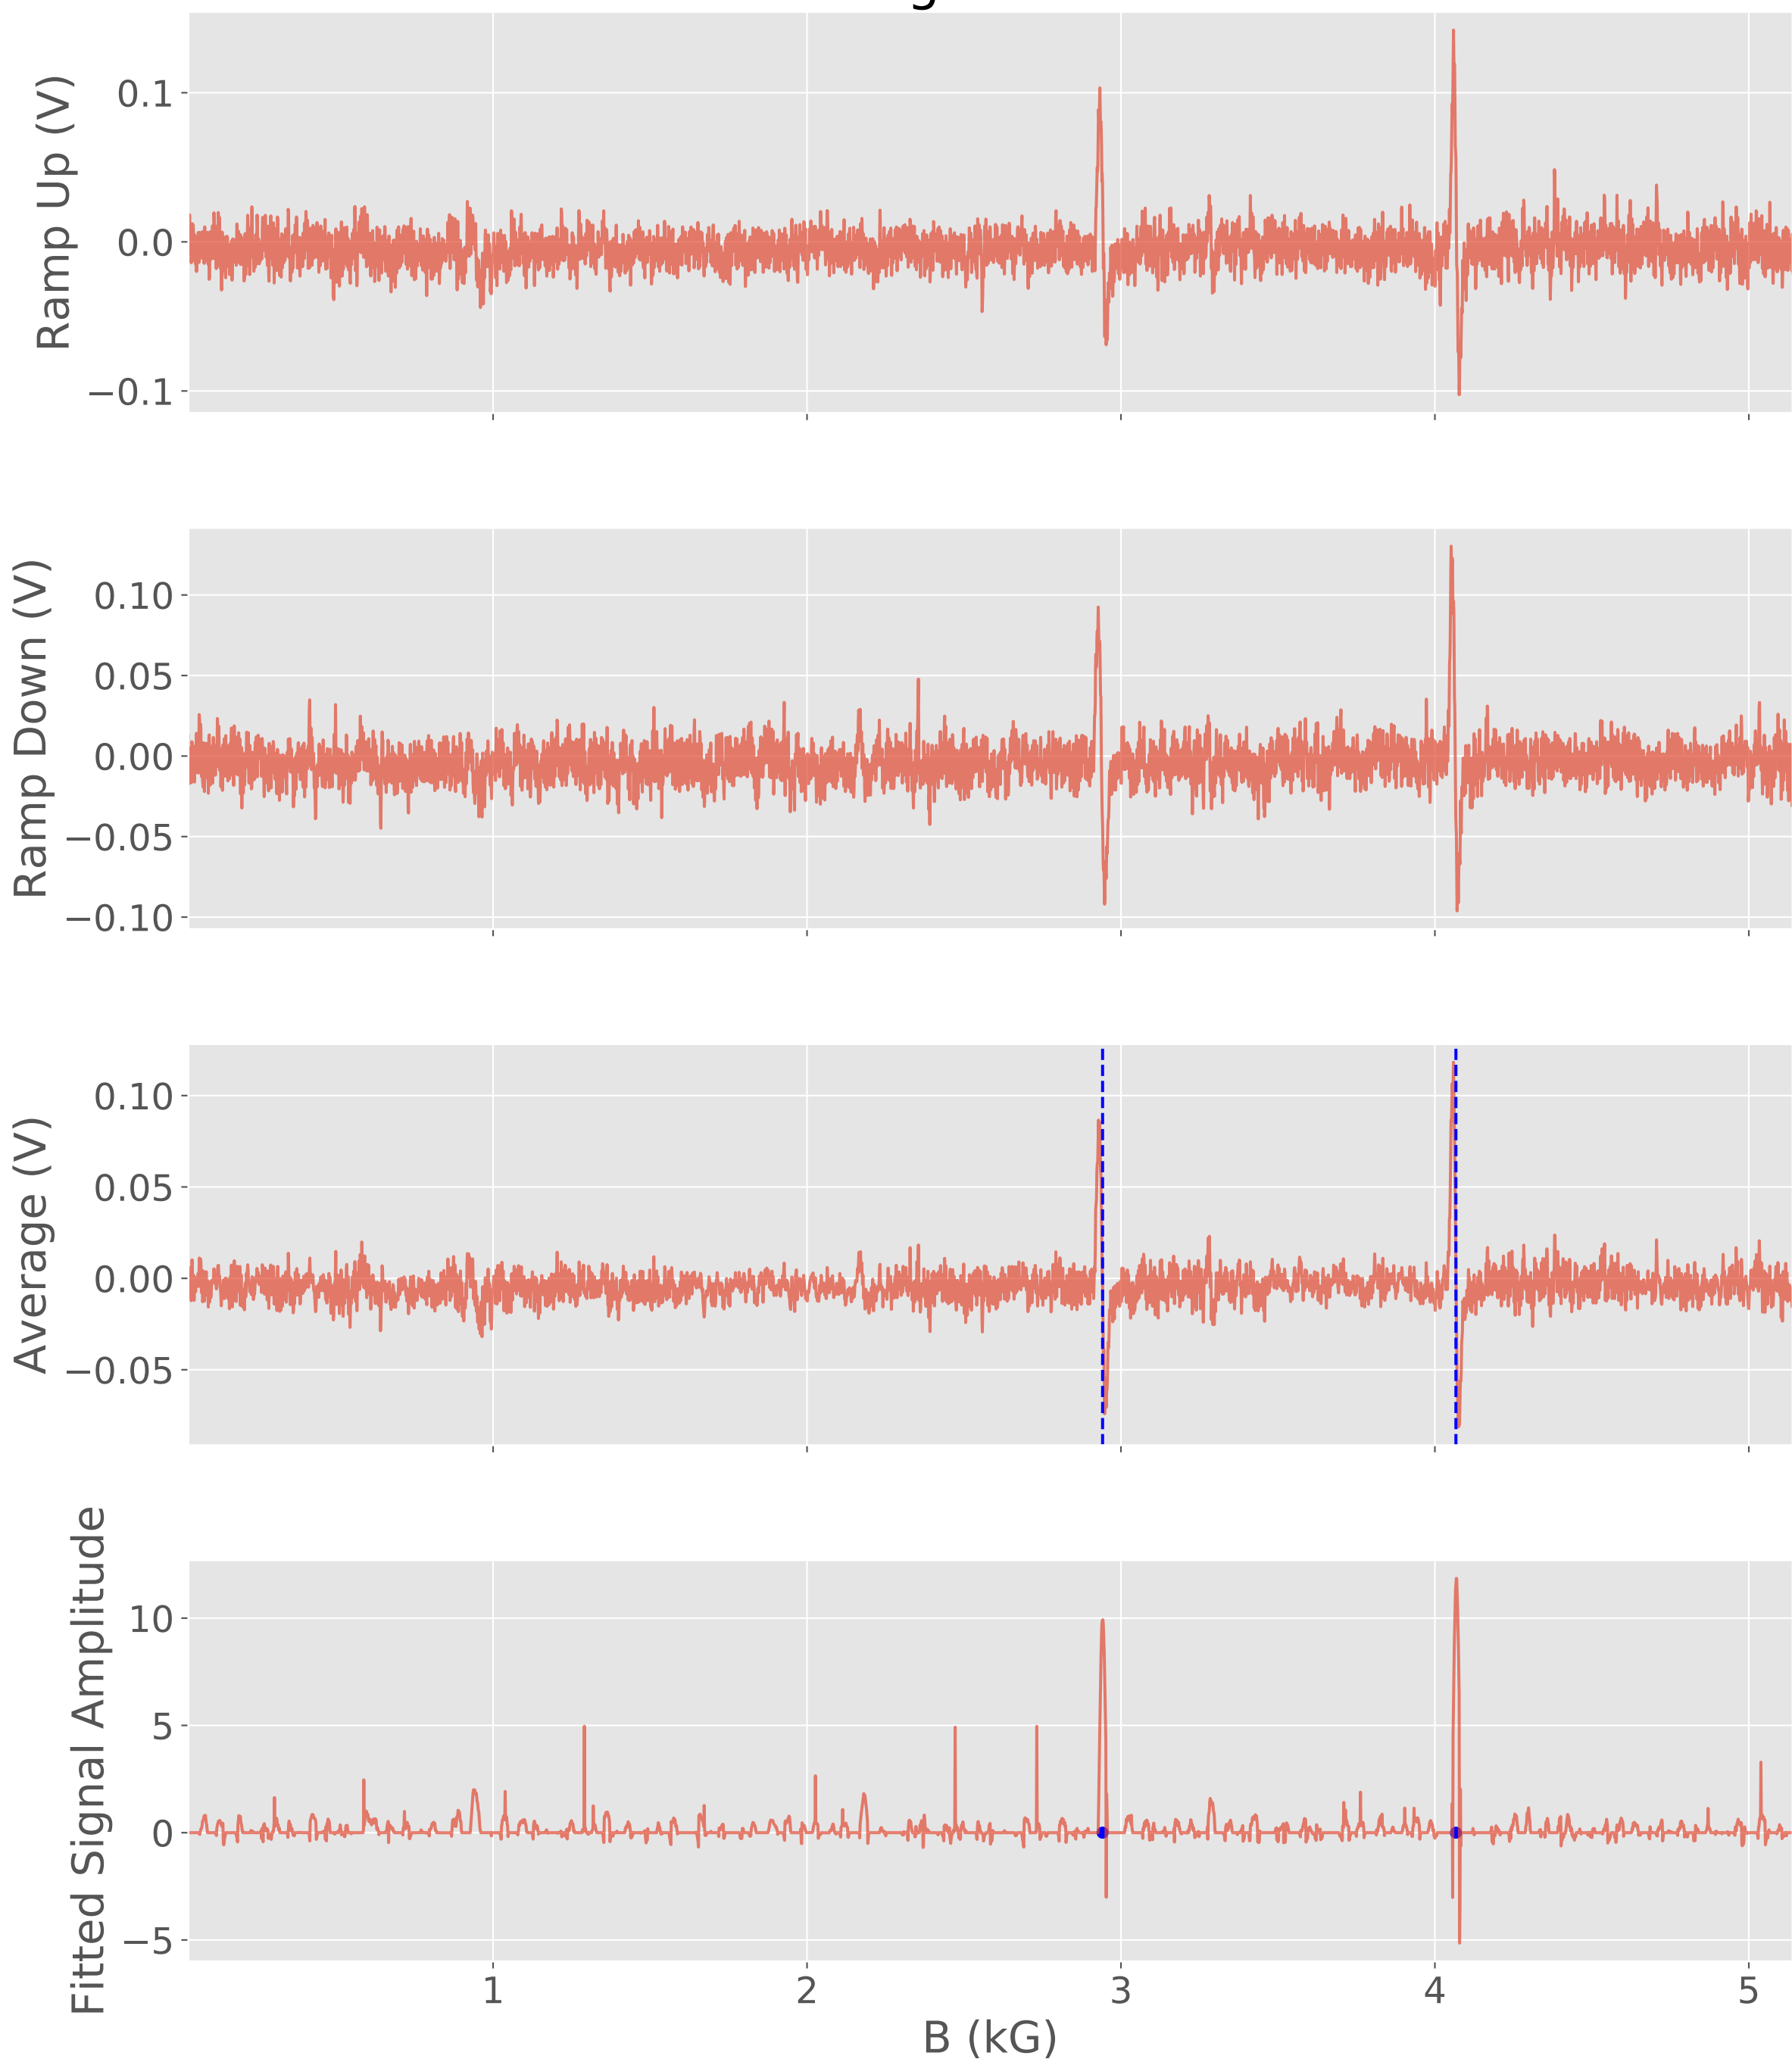 Ramp Up (V)
0.1
0.0
−0.1
Ramp Down (V)
0.10
0.05
0.00
−0.05
−0.10
Average (V)
0.10
0.05
0.00
−0.05
Fitted Signal Amplitude
10
5
0
−5
1 2 3 4 5
B (kG)